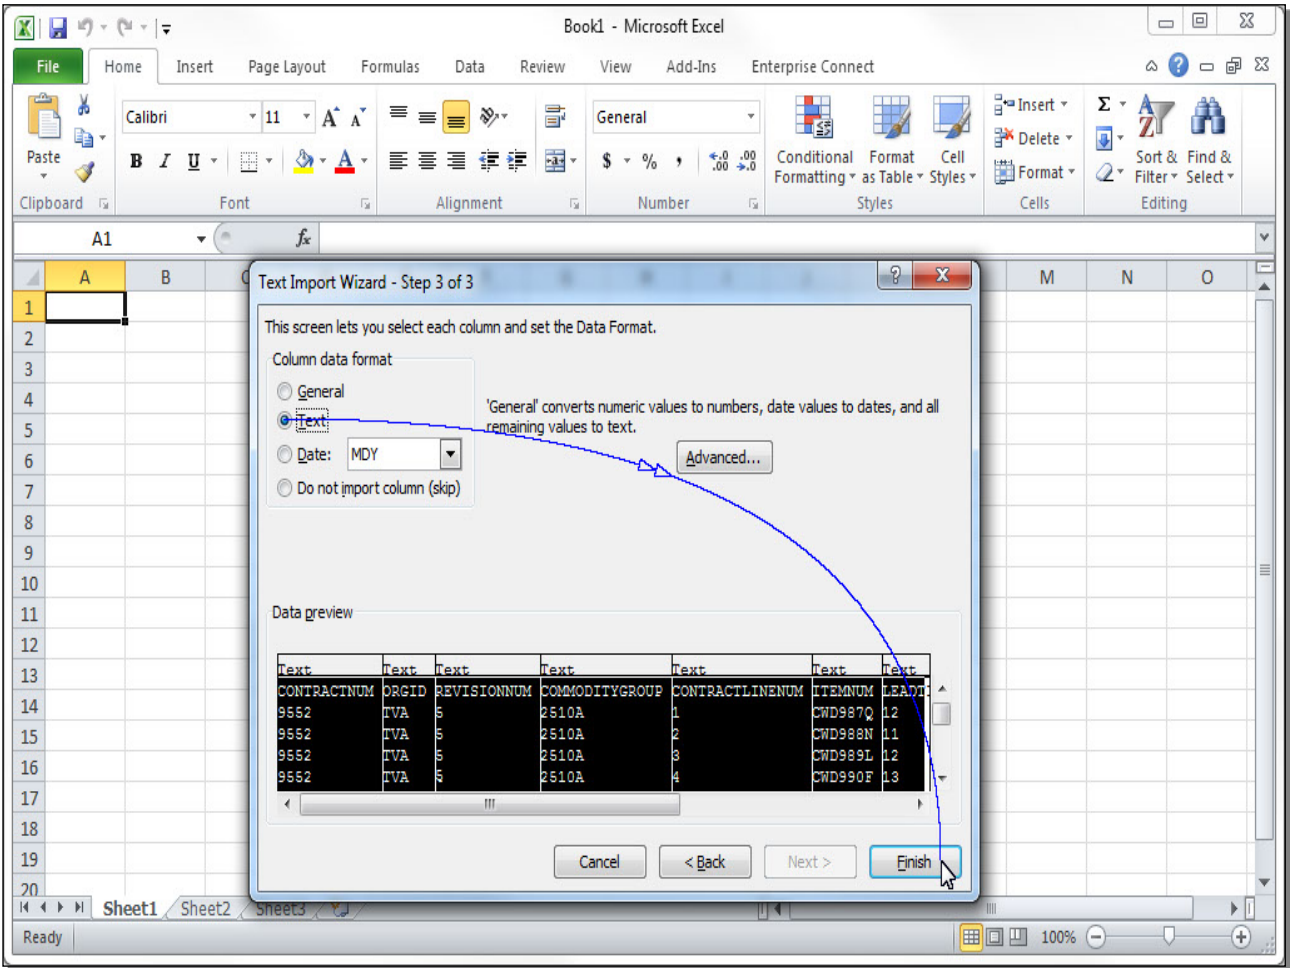 Book1 - Microsoft Excel
File Home Insert Page Layout Formulas Data Review View Add-Ins Enterprise Connect
Calibri 11 A A General Insert
Delete
Paste B I U A $ % , .00 .0 Conditional Format Cell Format Sort & Find &
Formatting as Table Styles Filter Select
Clipboard Font Alignment Number Styles Cells Editing
A1 fx
A B C M N O
Text Import Wizard - Step 3 of 3
This screen lets you select each column and set the Data Format.
Column data format
General
'General' converts numeric values to numbers, date values to dates, and all
Text
remaining values to text.
Date: MDY
Advanced...
Do not import column (skip)
Data preview
Text Text Text Text Text Text Text
CONTRACTNUM ORGID REVISIONNUM COMMODITYGROUP CONTRACTLINENUM ITEMNUM LEADT
9552 TVA 5 2510A 1 CWD987Q 12
9552 TVA 5 2510A 2 CWD988N 11
9552 TVA 5 2510A 3 CWD989L 12
9552 TVA 5 2510A 4 CWD990F 13
Cancel < Back Next > Finish
1
2
3
4
5
6
7
8
9
10
11
12
13
14
15
16
17
18
19
20
Sheet1 Sheet2 Sheet3
Ready 100%